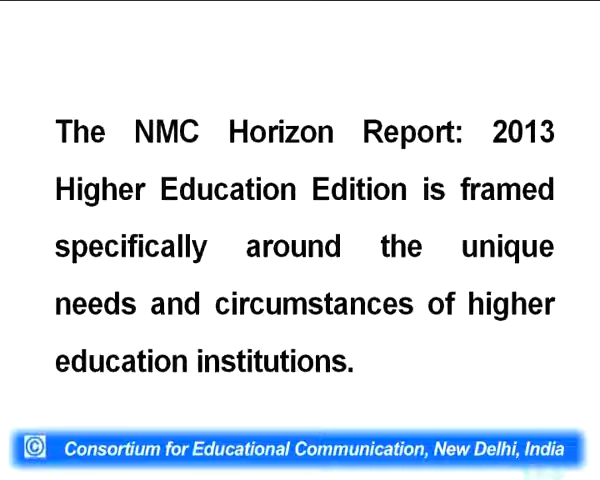 The NMC Horizon Report: 2013
Higher Education Edition is framed
specifically around the unique
needs and circumstances of higher
education institutions.
© Consortium for Educational Communication, New Delhi, India